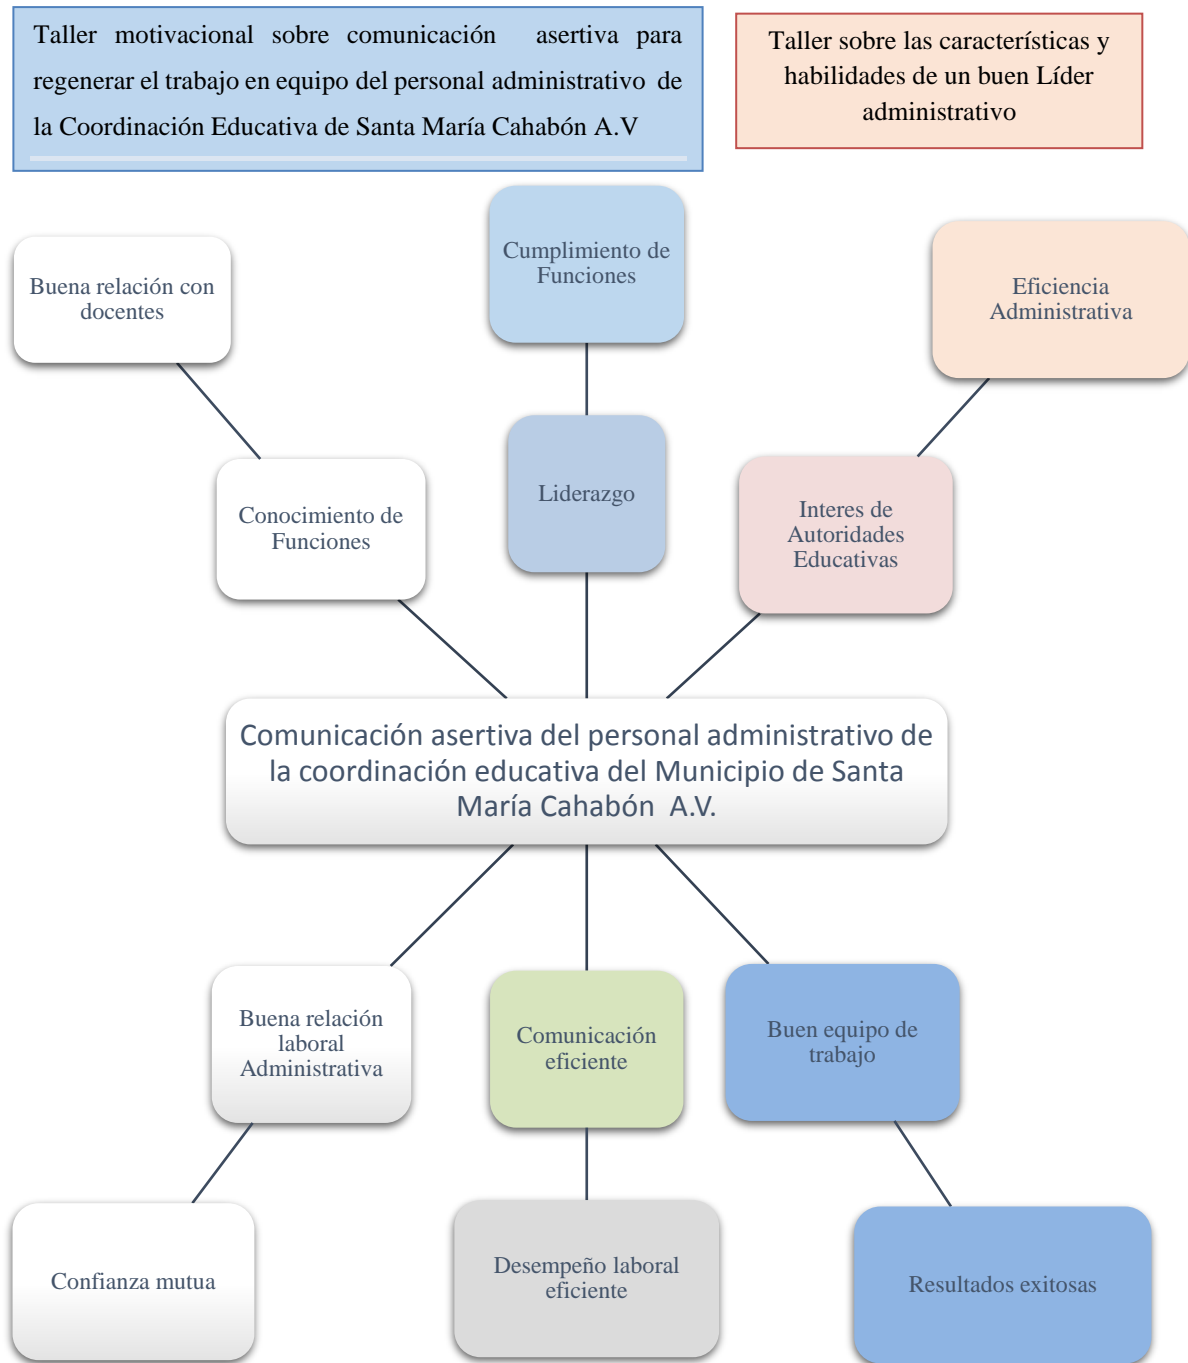 Taller motivacional sobre comunicación asertiva para
regenerar el trabajo en equipo del personal administrativo de
la Coordinación Educativa de Santa María Cahabón A.V
Taller sobre las características y
habilidades de un buen Líder
administrativo
Buena relación con
docentes
Cumplimiento de
Funciones
Eficiencia
Administrativa
Conocimiento de
Funciones
Liderazgo
Interes de
Autoridades
Educativas
Comunicación asertiva del personal administrativo de
la coordinación educativa del Municipio de Santa
María Cahabón A.V.
Buena relación
laboral
Administrativa
Comunicación
eficiente
Buen equipo de
trabajo
Confianza mutua
Desempeño laboral
eficiente
Resultados exitosas